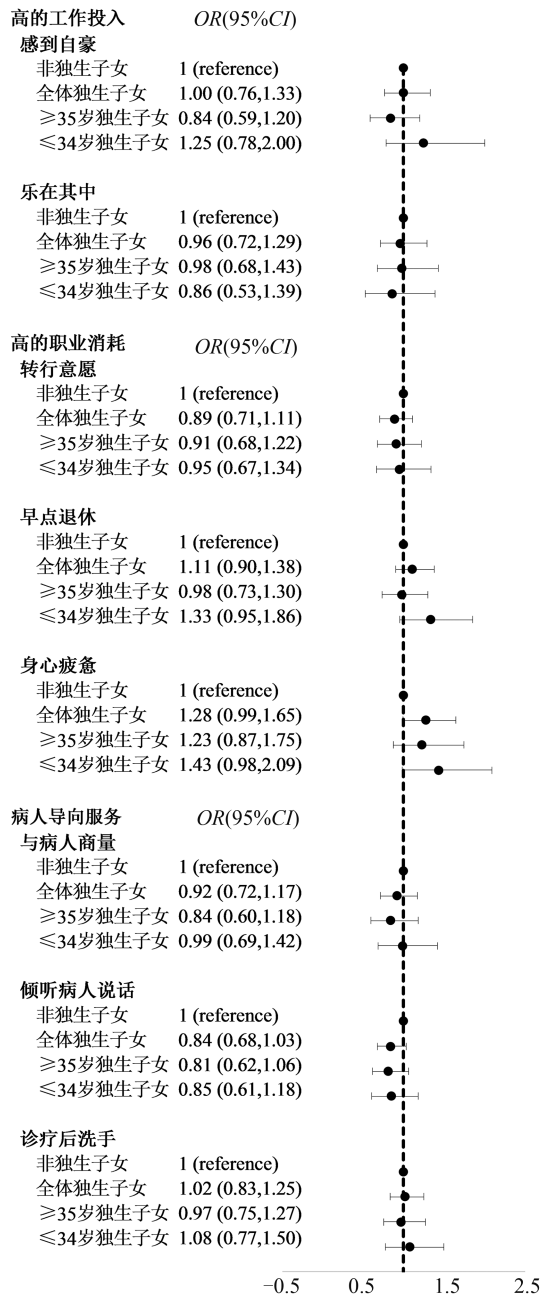 高的工作投入 OR(95%CI)
感到自豪
非独生子女 1 (reference)
全体独生子女 1.00 (0.76,1.33)
≥35岁独生子女 0.84 (0.59,1.20)
≤34岁独生子女 1.25 (0.78,2.00)
乐在其中
非独生子女 1 (reference)
全体独生子女 0.96 (0.72,1.29)
≥35岁独生子女 0.98 (0.68,1.43)
≤34岁独生子女 0.86 (0.53,1.39)
高的职业消耗 OR(95%CI)
转行意愿
非独生子女 1 (reference)
全体独生子女 0.89 (0.71,1.11)
≥35岁独生子女 0.91 (0.68,1.22)
≤34岁独生子女 0.95 (0.67,1.34)
早点退休
非独生子女 1 (reference)
全体独生子女 1.11 (0.90,1.38)
≥35岁独生子女 0.98 (0.73,1.30)
≤34岁独生子女 1.33 (0.95,1.86)
身心疲惫
非独生子女 1 (reference)
全体独生子女 1.28 (0.99,1.65)
≥35岁独生子女 1.23 (0.87,1.75)
≤34岁独生子女 1.43 (0.98,2.09)
病人导向服务 OR(95%CI)
与病人商量
非独生子女 1 (reference)
全体独生子女 0.92 (0.72,1.17)
≥35岁独生子女 0.84 (0.60,1.18)
≤34岁独生子女 0.99 (0.69,1.42)
倾听病人说话
非独生子女 1 (reference)
全体独生子女 0.84 (0.68,1.03)
≥35岁独生子女 0.81 (0.62,1.06)
≤34岁独生子女 0.85 (0.61,1.18)
诊疗后洗手
非独生子女 1 (reference)
全体独生子女 1.02 (0.83,1.25)
≥35岁独生子女 0.97 (0.75,1.27)
≤34岁独生子女 1.08 (0.77,1.50)
−0.5 0.5 1.5 2.5